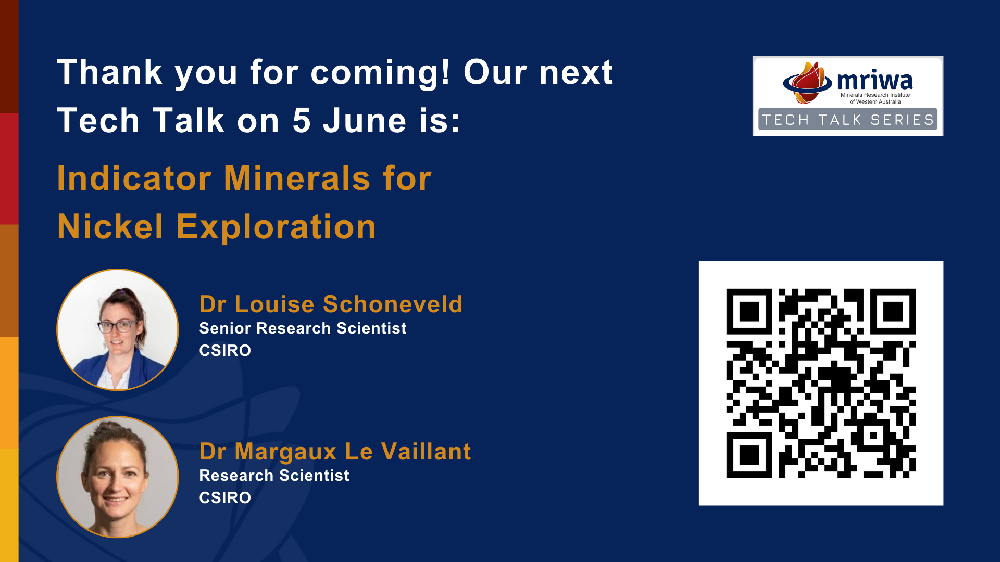 Thank you for coming! Our next
Tech Talk on 5 June is:
mriwa
Minerals Research Institute
of Western Australia
TECH TALK SERIES
Indicator Minerals for
Nickel Exploration
Dr Louise Schoneveld
Senior Research Scientist
CSIRO
Dr Margaux Le Vaillant
Research Scientist
CSIRO